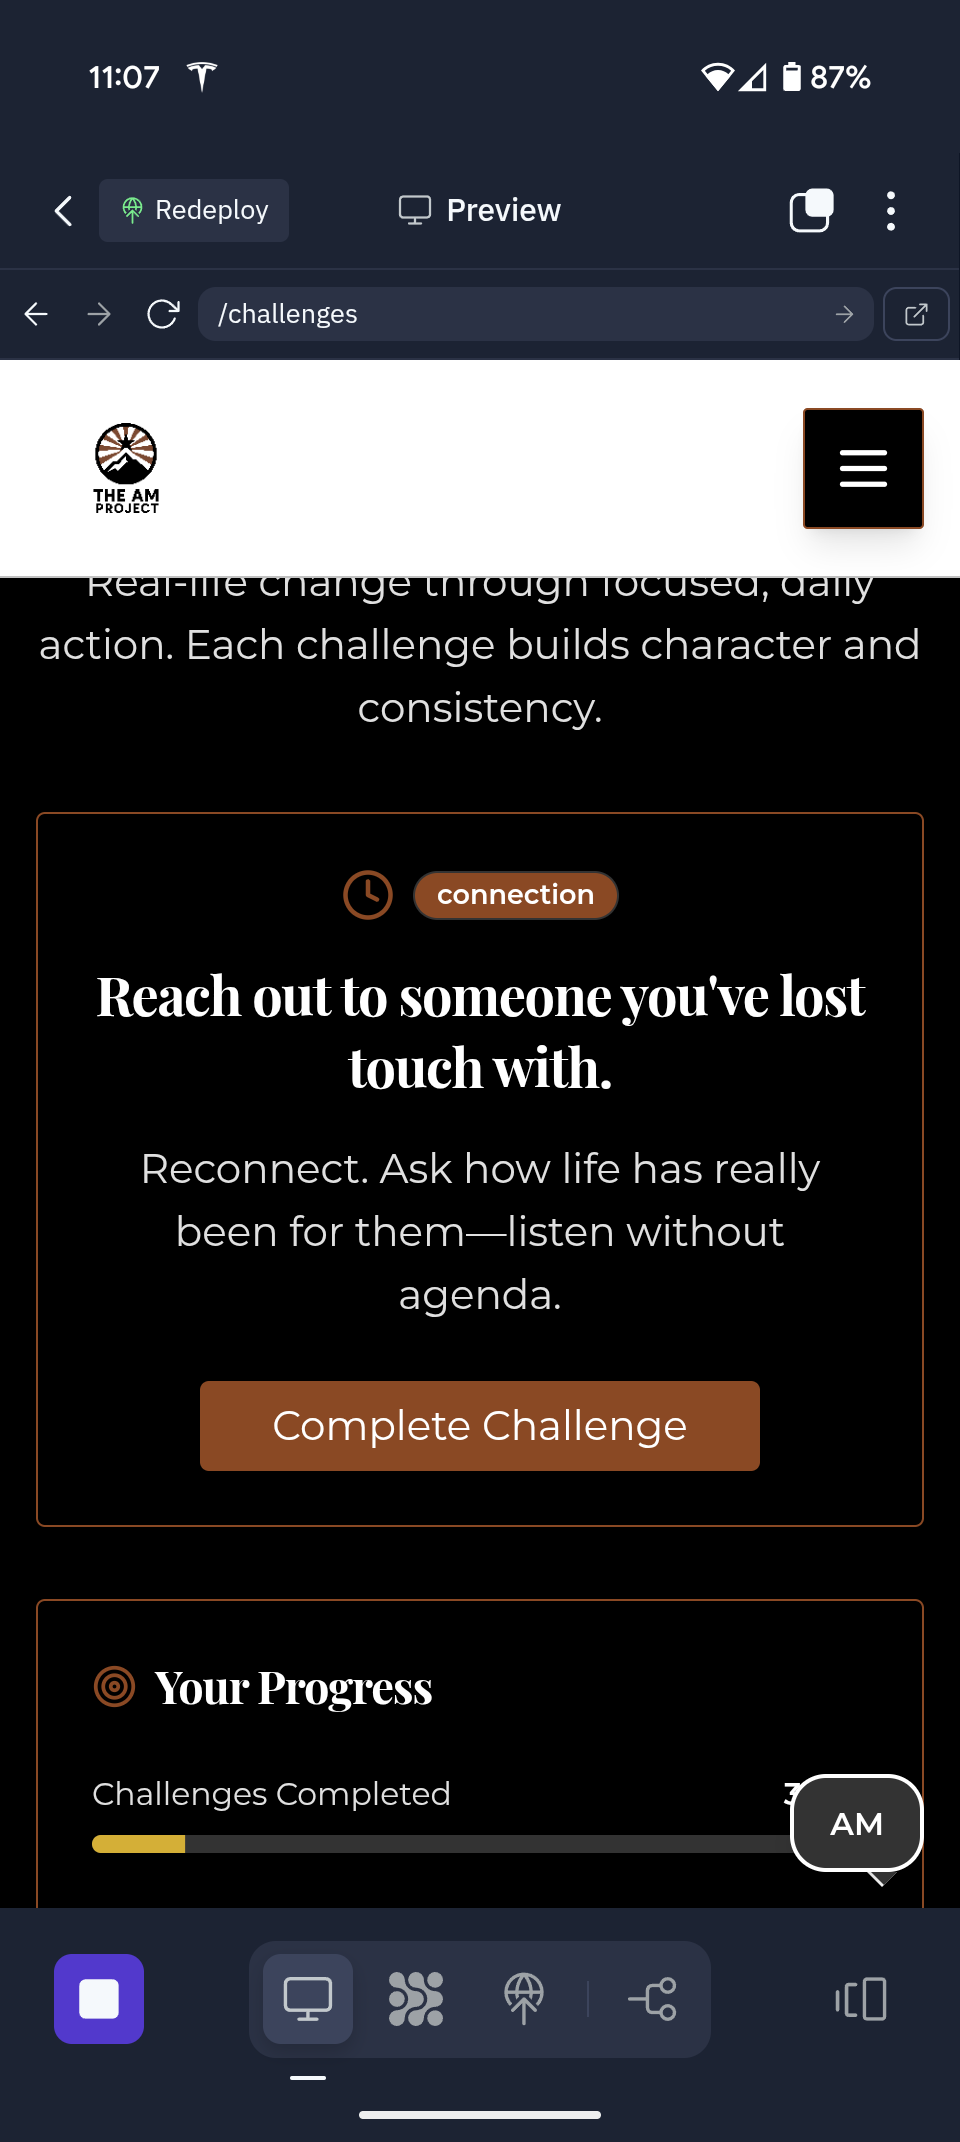 11:07
87%
Redeploy
Preview
/challenges
THE AM
PROJECT
Real-life change through focused, daily
action. Each challenge builds character and
consistency.
connection
Reach out to someone you've lost
touch with.
Reconnect. Ask how life has really
been for them—listen without
agenda.
Complete Challenge
Your Progress
Challenges Completed
AM